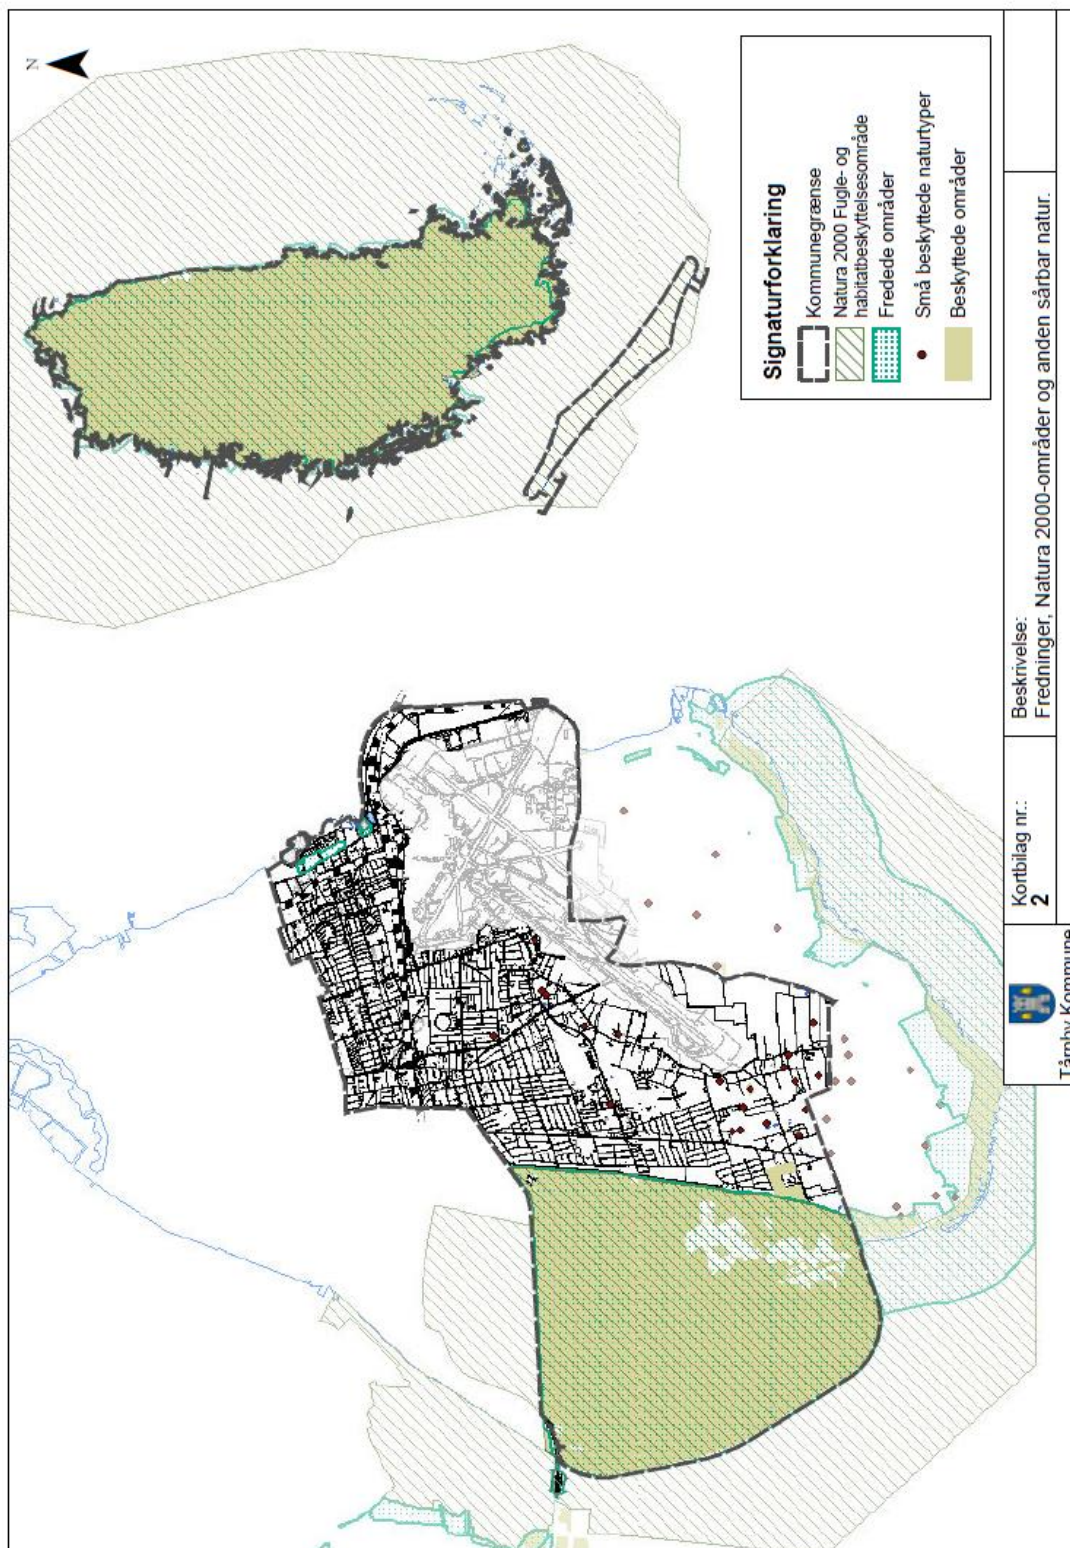 N
Signaturforklaring
Kommunegrænse
Natura 2000 Fugle- og
habitatbeskyttelsesområde
Fredede områder
Små beskyttede naturtyper
Beskyttede områder
Tårnby Kommune
Kortbilag nr.:
2
Beskrivelse:
Fredninger, Natura 2000-områder og anden sårbar natur.